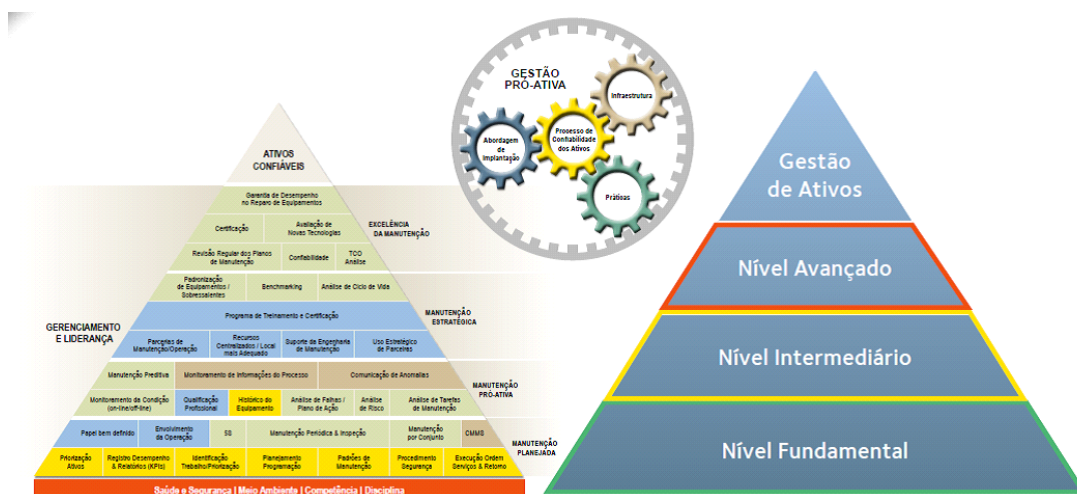 GESTÃO
PRÓ-ATIVA
Infraestrutura
Abordagem
de
Implantação
Processo de
Confiabilidade
dos Ativos
Práticas
ATIVOS
CONFIÁVEIS
Garantia de Desempenho
no Reparo de Equipamentos
Certificação
Avaliação de
Novas Tecnologias
EXCELÊNCIA
DA MANUTENÇÃO
Revisão Regular dos Planos
de Manutenção
Confiabilidade
TCO
Análise
Padronização
de Equipamentos /
Sobressalentes
Benchmarking
Análise de Ciclo de Vida
Programa de Treinamento e Certificação
MANUTENÇÃO
ESTRATÉGICA
GERENCIAMENTO
E LIDERANÇA
Parcerias de
Manutenção/Operação
Recursos
Centralizados / Local
mais Adequado
Suporte da Engenharia
de Manutenção
Uso Estratégico
de Parceiras
Manutenção Preditiva
Monitoramento de Informações do Processo
Comunicação de Anomalias
MANUTENÇÃO
PRÓ-ATIVA
Monitoramento da Condição
(on-line/off-line)
Qualificação
Profissional
Histórico do
Equipamento
Análise de Falhas /
Plano de Ação
Análise
de Risco
Análise de Tarefas
de Manutenção
Papel bem definido
Envolvimento
da Operação
5S
Manutenção Periódica & Inspeção
Manutenção
por Conjunto
CMMS
MANUTENÇÃO
PLANEJADA
Priorização
Ativos
Registro Desempenho
& Relatórios (KPIs)
Identificação
Trabalho/Priorização
Planejamento
Programação
Padrões de
Manutenção
Procedimento
Segurança
Execução Ordem
Serviços & Retorno
Saúde e Segurança | Meio Ambiente | Competência | Disciplina
Gestão
de Ativos
Nível Avançado
Nível Intermediário
Nível Fundamental